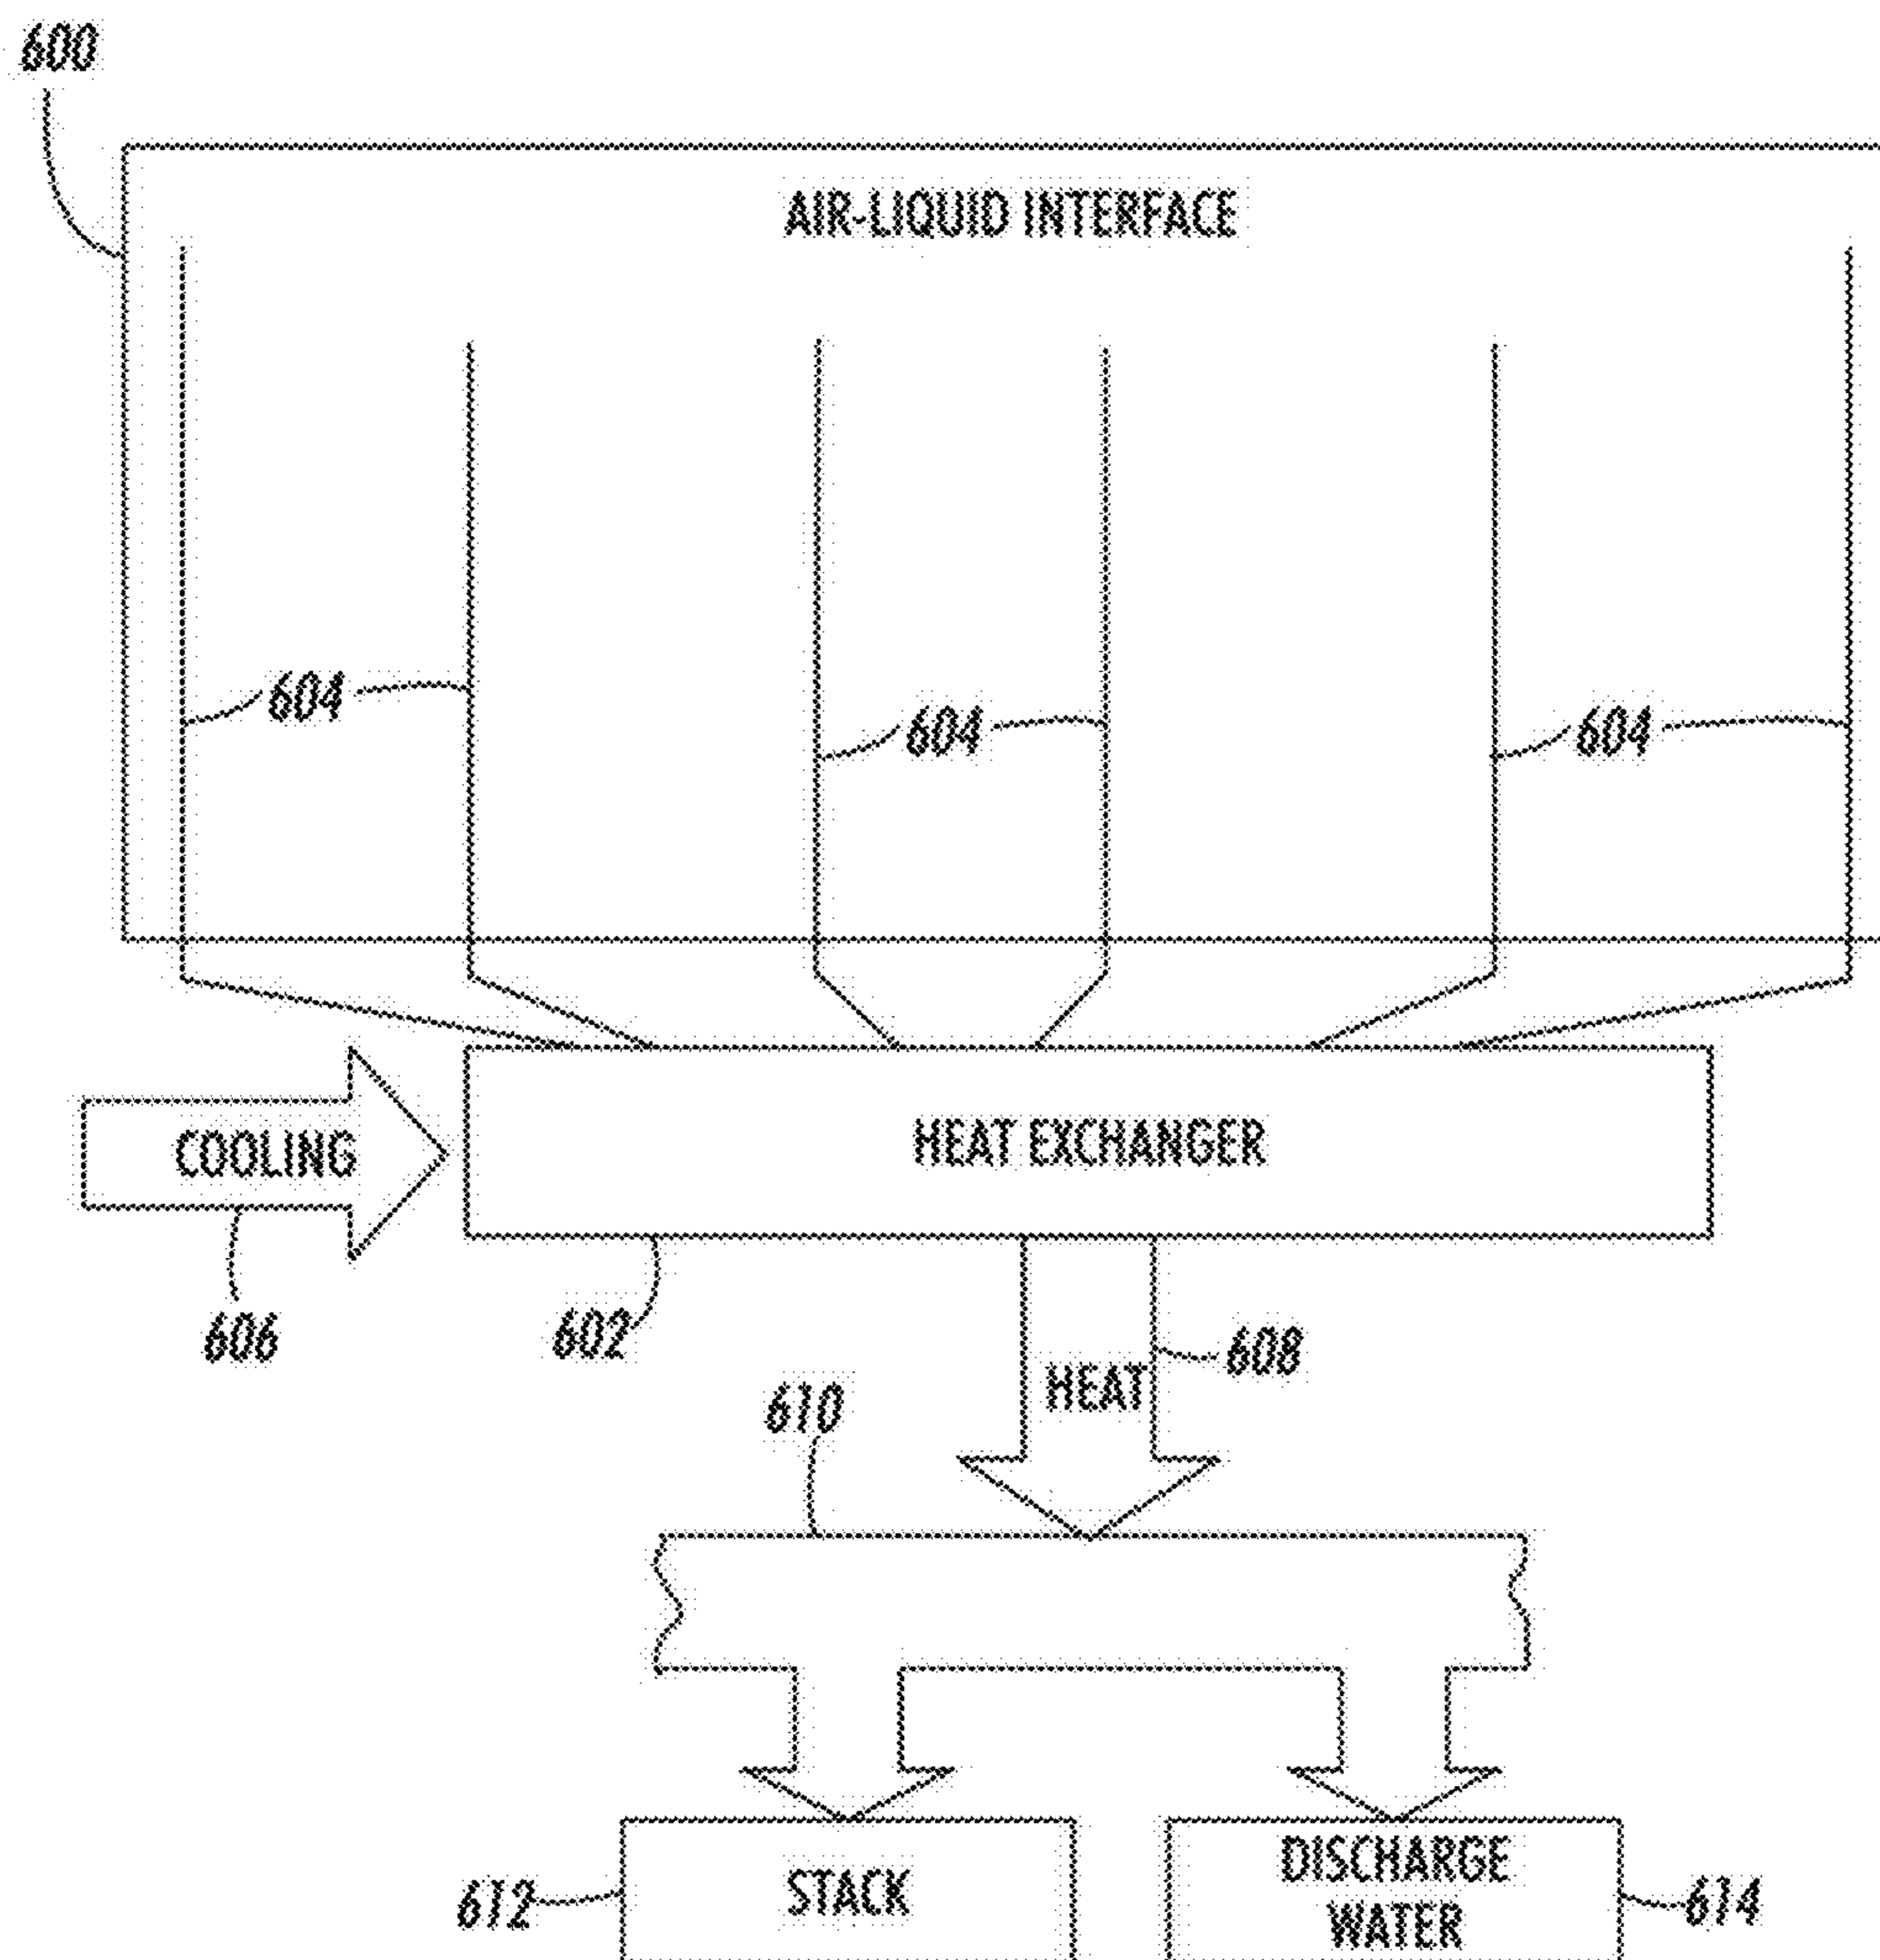 600
AIR-LIQUID INTERFACE
604
604
604
COOLING
HEAT EXCHANGER
606
602
608
HEAT
610
612
STACK
DISCHARGE
WATER
614